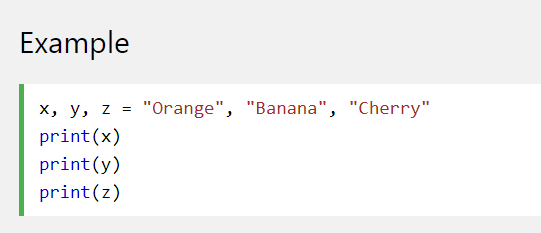 Example
x, y, z = "Orange", "Banana", "Cherry"
print(x)
print(y)
print(z)